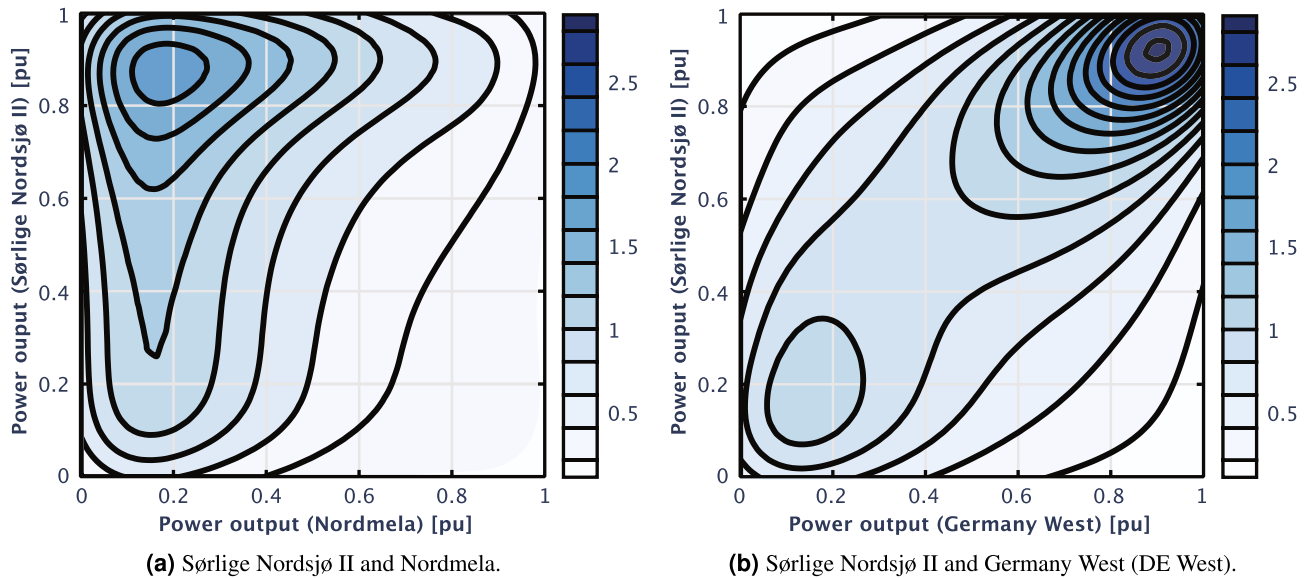 Power ouput (Sørlige Nordsjø II) [pu]
1
0.8
0.6
0.4
0.2
0
0 0.2 0.4 0.6 0.8 1
Power output (Nordmela) [pu]
2.5
2
1.5
1
0.5
(a) Sørlige Nordsjø II and Nordmela.
Power ouput (Sørlige Nordsjø II) [pu]
1
0.8
0.6
0.4
0.2
0
0 0.2 0.4 0.6 0.8 1
Power output (Germany West) [pu]
2.5
2
1.5
1
0.5
(b) Sørlige Nordsjø II and Germany West (DE West).